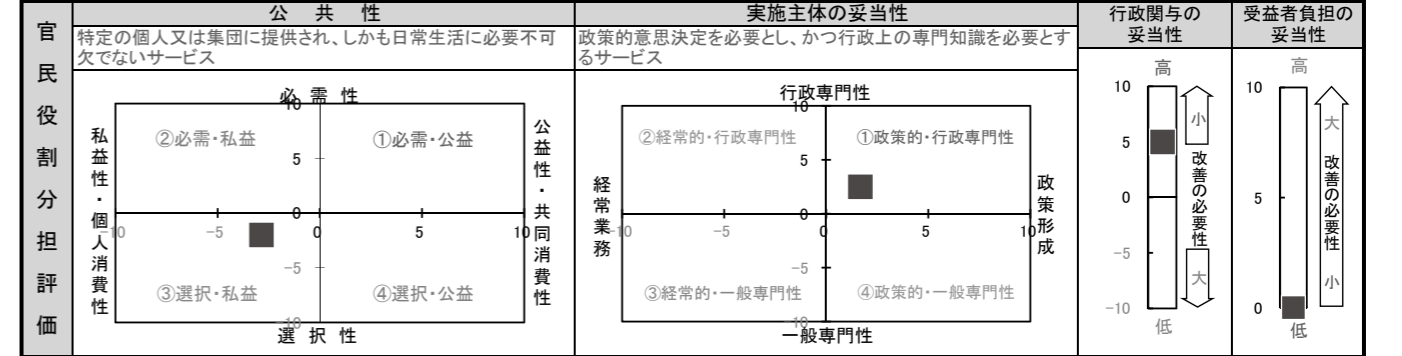 官民役割分担評価
公　共　性
特定の個人又は集団に提供され、しかも日常生活に必要不可
欠でないサービス
必　需　性
私益性・個人消費性
公益性・共同消費性
②必需・私益
①必需・公益
③選択・私益
④選択・公益
10
5
0
-5
-10
-10
-5
0
5
10
選　択　性
実施主体の妥当性
政策的意思決定を必要とし、かつ行政上の専門知識を必要とす
るサービス
行政専門性
経常業務
政策形成
②経常的・行政専門性
①政策的・行政専門性
③経常的・一般専門性
④政策的・一般専門性
10
5
0
-5
-10
-10
-5
0
5
10
一般専門性
行政関与の
妥当性
高
10
5
0
-5
-10
低
小
改善の必要性
大
受益者負担の
妥当性
高
10
5
0
低
大
改善の必要性
小